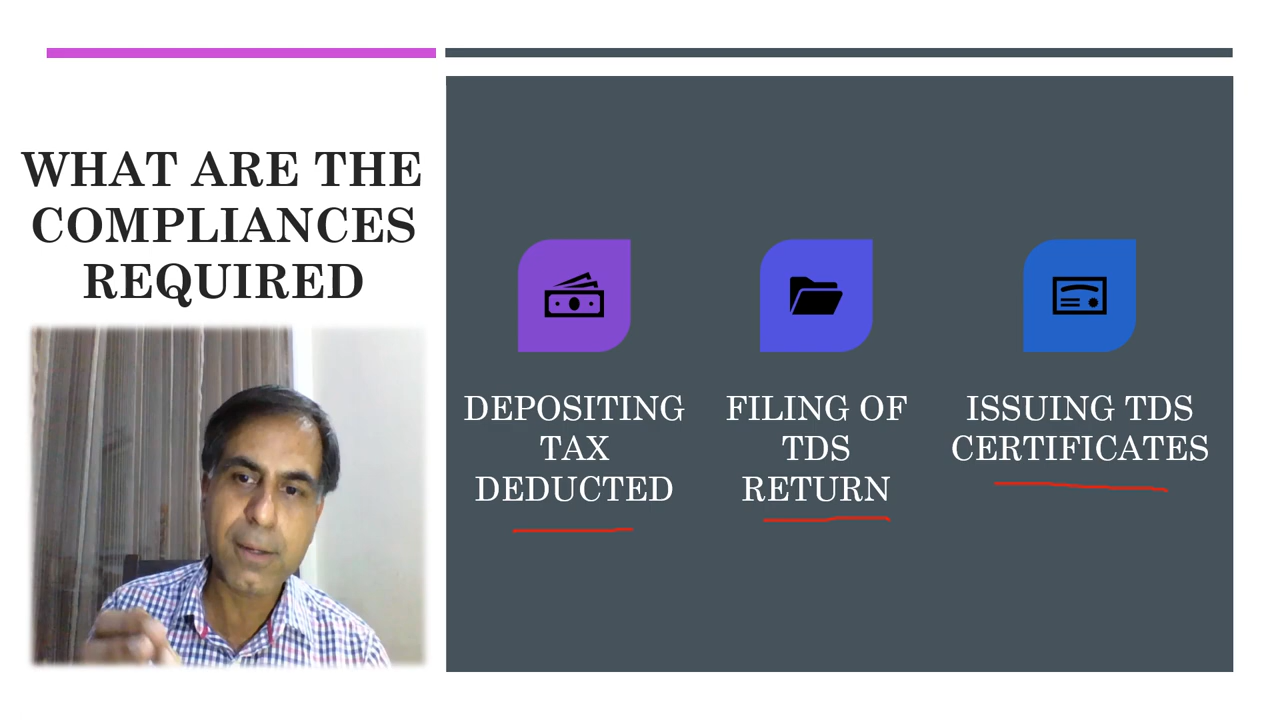 WHAT ARE THE
COMPLIANCES
REQUIRED
DEPOSITING
TAX
DEDUCTED
FILING OF
TDS
RETURN
ISSUING TDS
CERTIFICATES